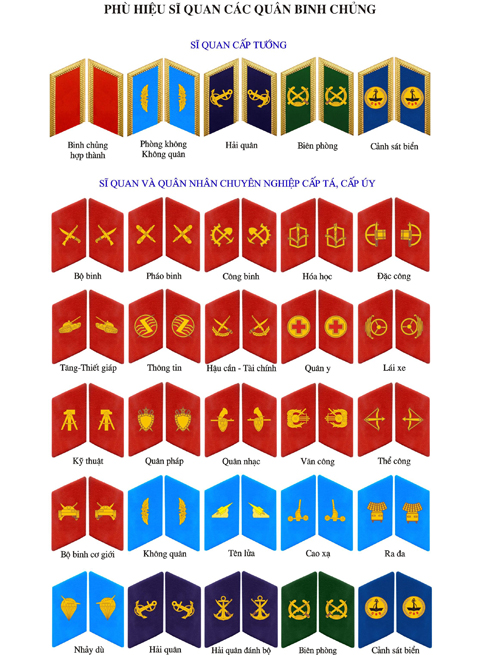 PHÙ HIỆU SĨ QUAN CÁC QUÂN BINH CHỦNG
SĨ QUAN CẤP TƯỚNG
Binh chủng
hợp thành
Phòng không
Không quân
Hải quân
Biên phòng
Cảnh sát biển
SĨ QUAN VÀ QUÂN NHÂN CHUYÊN NGHIỆP CẤP TÁ, CẤP ÚY
Bộ binh
Pháo binh
Công binh
Hóa học
Đặc công
Tăng-Thiết giáp
Thông tin
Hậu cần - Tài chính
Quân y
Lái xe
Kỹ thuật
Quân pháp
Quân nhạc
Văn công
Thể công
Bộ binh cơ giới
Không quân
Tên lửa
Cao xạ
Ra đa
Nhảy dù
Hải quân
Hải quân đánh bộ
Biên phòng
Cảnh sát biển